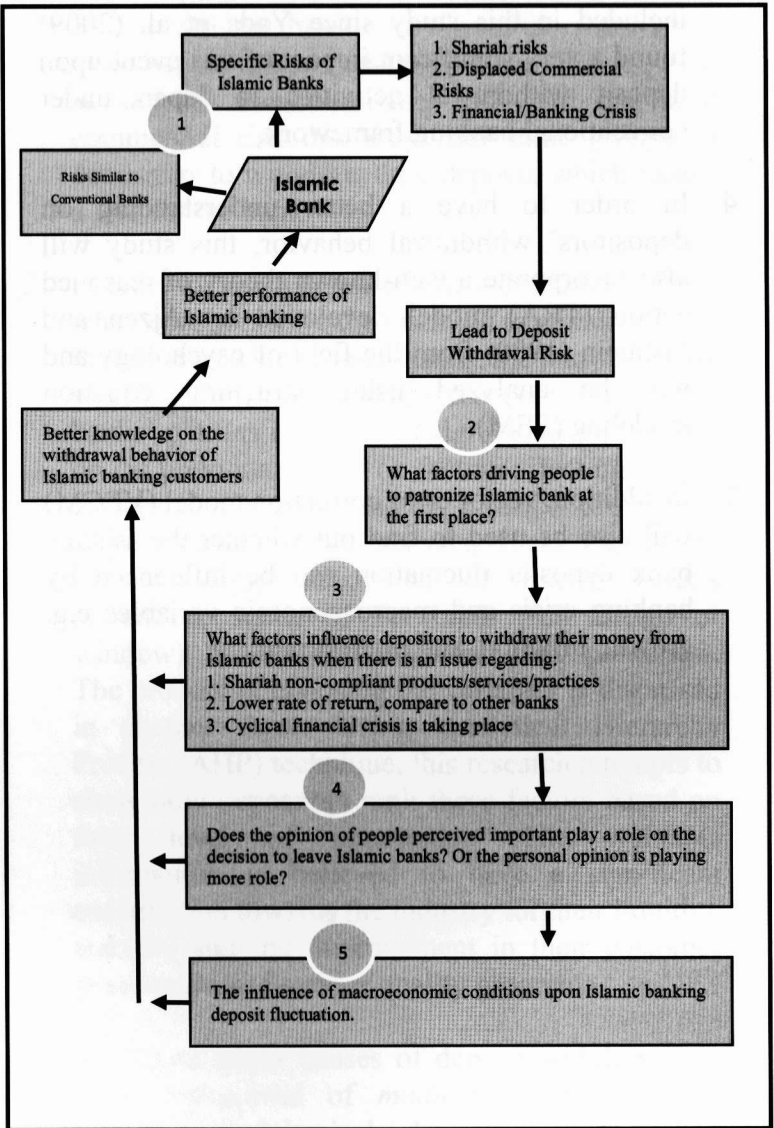 1
Specific Risks of
Islamic Banks
1. Shariah risks
2. Displaced Commercial
Risks
3. Financial/Banking Crisis
Risks Similar to
Conventional Banks
Islamic
Bank
Better performance of
Islamic banking
Lead to Deposit
Withdrawal Risk
Better knowledge on the
withdrawal behavior of
Islamic banking customers
2
What factors driving people
to patronize Islamic bank at
the first place?
3
What factors influence depositors to withdraw their money from
Islamic banks when there is an issue regarding:
1. Shariah non-compliant products/services/practices
2. Lower rate of return, compare to other banks
3. Cyclical financial crisis is taking place
4
Does the opinion of people perceived important play a role on the
decision to leave Islamic banks? Or the personal opinion is playing
more role?
5
The influence of macroeconomic conditions upon Islamic banking
deposit fluctuation.